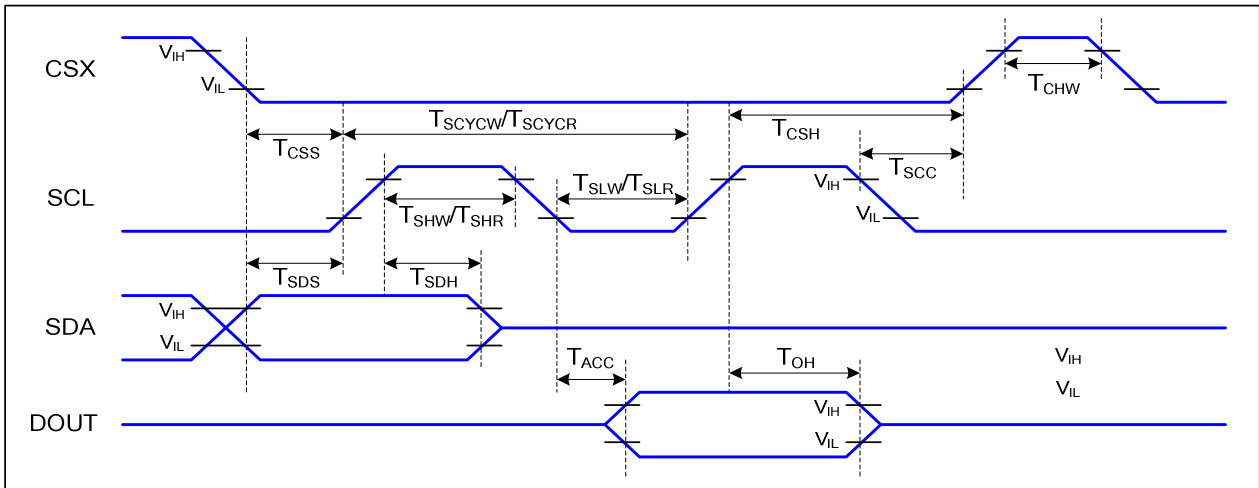 CSX
VIH
VIL
TCHW
TSCYCW/TSCYCR
TCSH
TCSS
TSCC
SCL
TSLW/TSLR
VIH
TSHW/TSHR
VIL
TSDS
TSDH
SDA
VIH
VIL
TACC
TOH
VIH
VIL
DOUT
VIH
VIL